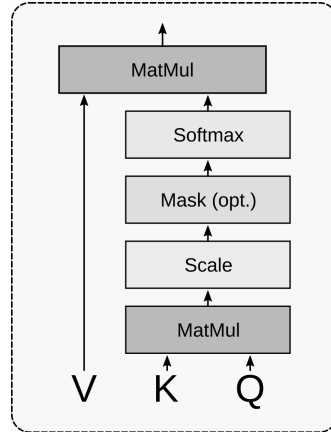 MatMul
Softmax
Mask (opt.)
Scale
MatMul
V K Q